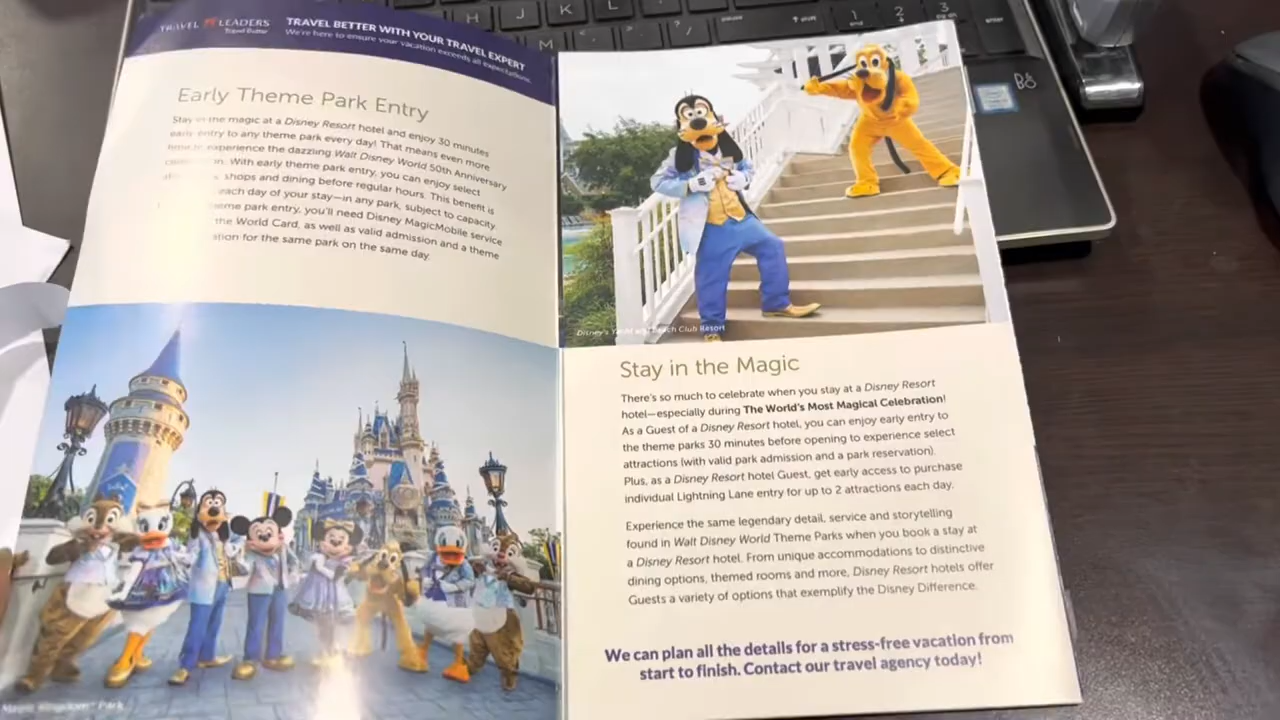 TRAVEL LEADERS
Travel Better
TRAVEL BETTER WITH YOUR TRAVEL EXPERT
We're here to ensure your vacation exceeds all expectations.
Early Theme Park Entry
Stay in the magic at a Disney Resort hotel and enjoy 30 minutes
early entry to any theme park every day! That means even more
to experience the dazzling Walt Disney World 50th Anniversary
With early theme park entry, you can enjoy select
shops and dining before regular hours. This benefit is
each day of your stay—in any park, subject to capacity.
park entry, you'll need Disney MagicMobile service
the World Card, as well as valid admission and a theme
for the same park on the same day.
Magic Kingdom® Park
Disney's Yacht and Beach Club Resort
Stay in the Magic
There's so much to celebrate when you stay at a Disney Resort
hotel—especially during The World's Most Magical Celebration!
As a Guest of a Disney Resort hotel, you can enjoy early entry to
the theme parks 30 minutes before opening to experience select
attractions (with valid park admission and a park reservation).
Plus, as a Disney Resort hotel Guest, get early access to purchase
individual Lightning Lane entry for up to 2 attractions each day.
Experience the same legendary detail, service and storytelling
found in Walt Disney World Theme Parks when you book a stay at
a Disney Resort hotel. From unique accommodations to distinctive
dining options, themed rooms and more, Disney Resort hotels offer
Guests a variety of options that exemplify the Disney Difference.
We can plan all the details for a stress-free vacation from
start to finish. Contact our travel agency today!
H J K L
M
pause
enter